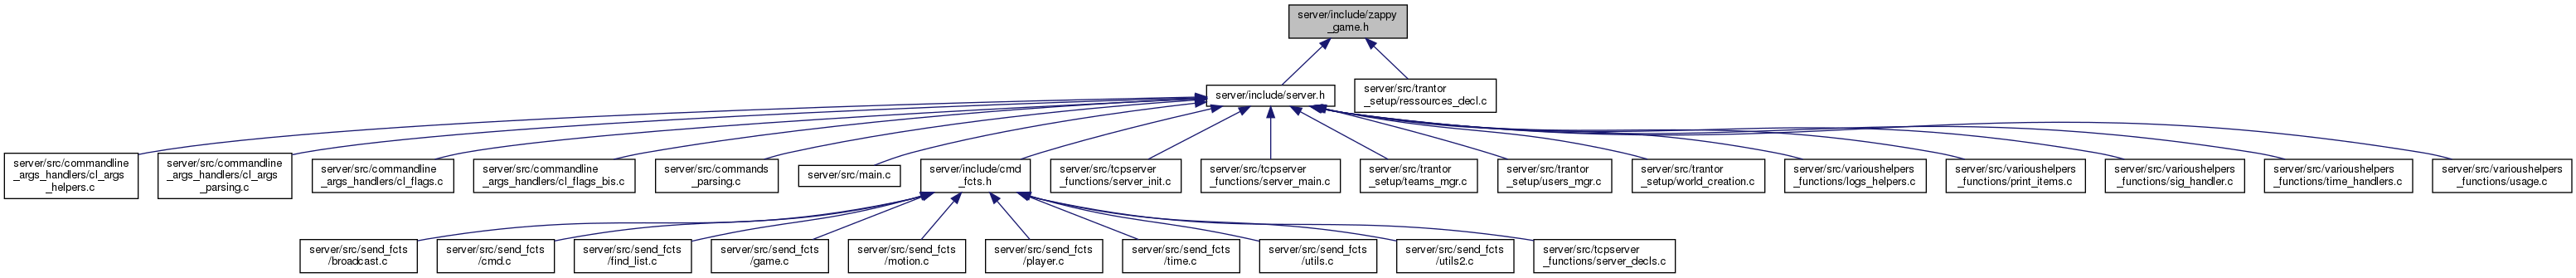 server/include/zappy
_game.h
server/include/server.h
server/src/trantor
_setup/ressources_decl.c
server/src/commandline
_args_handlers/cl_args
_helpers.c
server/src/commandline
_args_handlers/cl_args
_parsing.c
server/src/commandline
_args_handlers/cl_flags.c
server/src/commandline
_args_handlers/cl_flags_bis.c
server/src/commands
_parsing.c
server/src/main.c
server/include/cmd
_fcts.h
server/src/tcpserver
_functions/server_init.c
server/src/tcpserver
_functions/server_main.c
server/src/trantor
_setup/teams_mgr.c
server/src/trantor
_setup/users_mgr.c
server/src/trantor
_setup/world_creation.c
server/src/varioushelpers
_functions/logs_helpers.c
server/src/varioushelpers
_functions/print_items.c
server/src/varioushelpers
_functions/sig_handler.c
server/src/varioushelpers
_functions/time_handlers.c
server/src/varioushelpers
_functions/usage.c
server/src/send_fcts
/broadcast.c
server/src/send_fcts
/cmd.c
server/src/send_fcts
/find_list.c
server/src/send_fcts
/game.c
server/src/send_fcts
/motion.c
server/src/send_fcts
/player.c
server/src/send_fcts
/time.c
server/src/send_fcts
/utils.c
server/src/send_fcts
/utils2.c
server/src/tcpserver
_functions/server_decls.c